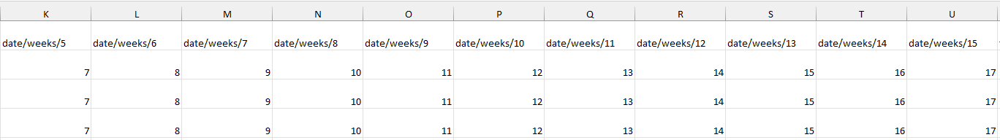 K L M N O P Q R S T U
date/weeks/5 date/weeks/6 date/weeks/7 date/weeks/8 date/weeks/9 date/weeks/10 date/weeks/11 date/weeks/12 date/weeks/13 date/weeks/14 date/weeks/15
7 8 9 10 11 12 13 14 15 16 17
7 8 9 10 11 12 13 14 15 16 17
7 8 9 10 11 12 13 14 15 16 17